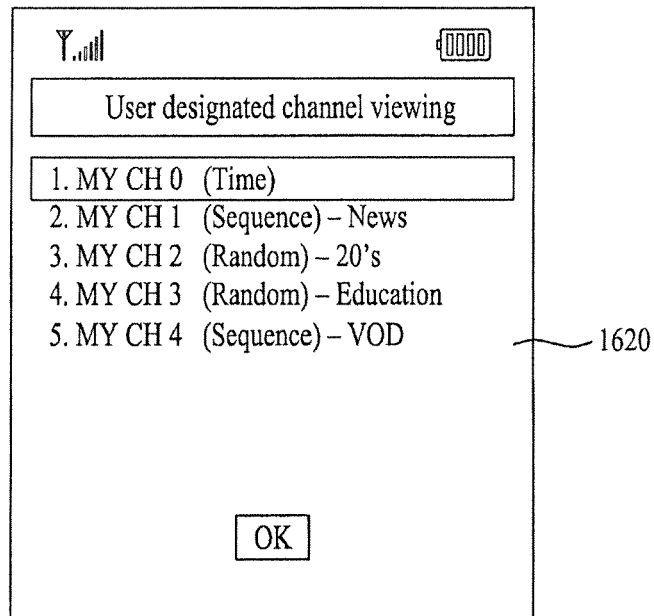 User designated channel viewing
1. MY CH 0 (Time)
2. MY CH 1 (Sequence) – News
3. MY CH 2 (Random) – 20's
4. MY CH 3 (Random) – Education
5. MY CH 4 (Sequence) – VOD
1620
OK